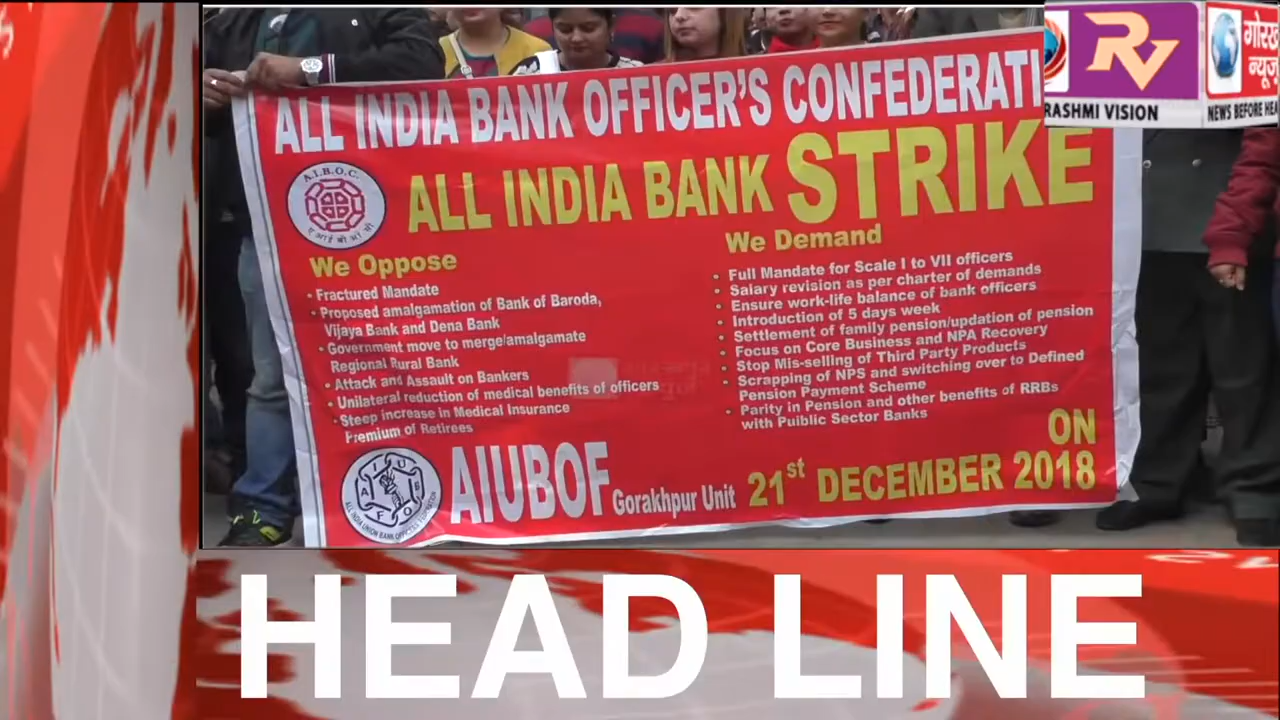 RV
RASHMI VISION
गोरख
न्यूज
NEWS BEFORE HEA
ALL INDIA BANK OFFICER'S CONFEDERATI
A.I.B.O.C.
ए आई बी ओ सी
ALL INDIA BANK STRIKE
We Oppose
• Fractured Mandate
• Proposed amalgamation of Bank of Baroda,
Vijaya Bank and Dena Bank
• Government move to merge/amalgamate
Regional Rural Bank
• Attack and Assault on Bankers
• Unilateral reduction of medical benefits of officers
• Steep increase in Medical Insurance
Premium of Retirees
We Demand
• Full Mandate for Scale I to VII officers
• Salary revision as per charter of demands
• Ensure work-life balance of bank officers
• Introduction of 5 days week
• Settlement of family pension/updation of pension
• Focus on Core Business and NPA Recovery
• Stop Mis-selling of Third Party Products
• Scrapping of NPS and switching over to Defined
Pension Payment Scheme
• Parity in Pension and other benefits of RRBs
with Puiblic Sector Banks
AIUBOF Gorakhpur Unit
ON
21st DECEMBER 2018
HEAD LINE